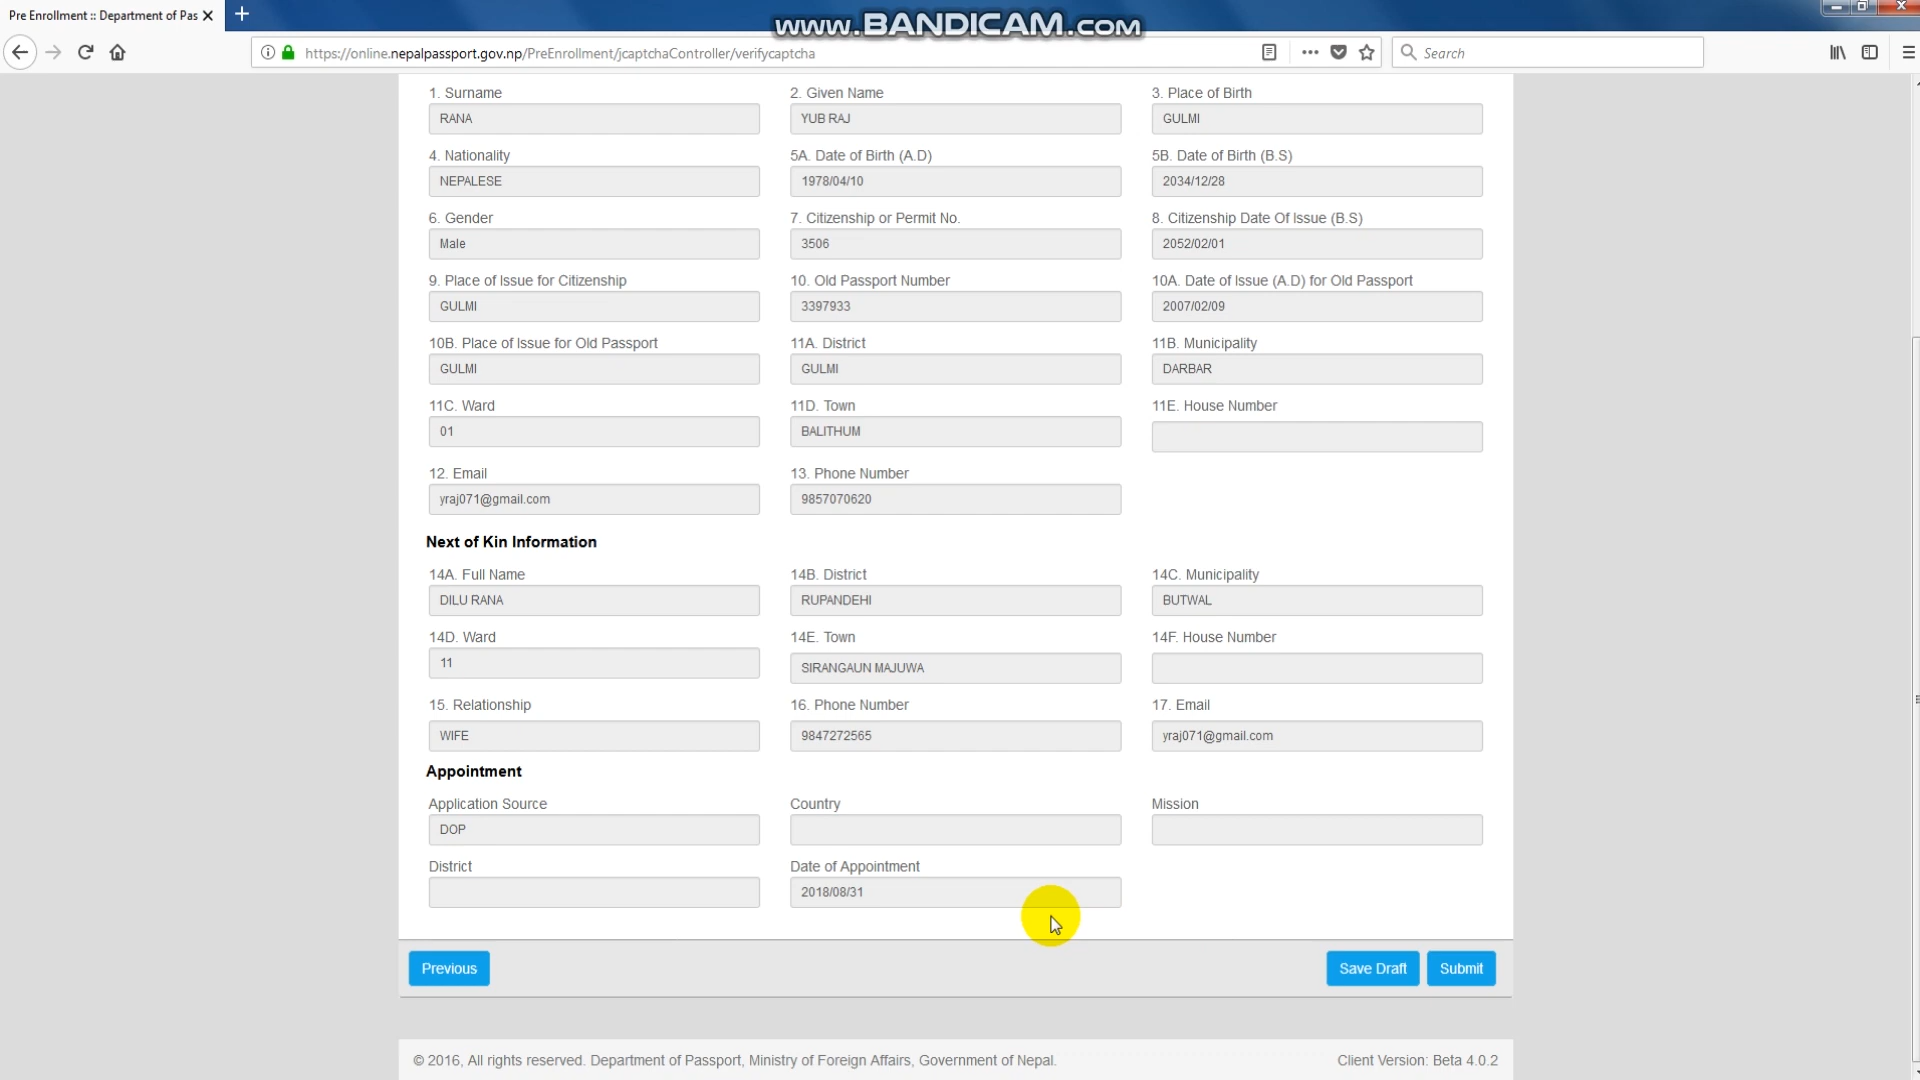 Pre Enrollment :: Department of Pas
www.BANDICAM.com
https://online.nepalpassport.gov.np/PreEnrollment/jcaptchaController/verifycaptcha
Search
1. Surname 2. Given Name 3. Place of Birth
RANA YUB RAJ GULMI
4. Nationality 5A. Date of Birth (A.D) 5B. Date of Birth (B.S)
NEPALESE 1978/04/10 2034/12/28
6. Gender 7. Citizenship or Permit No. 8. Citizenship Date Of Issue (B.S)
Male 3506 2052/02/01
9. Place of Issue for Citizenship 10. Old Passport Number 10A. Date of Issue (A.D) for Old Passport
GULMI 3397933 2007/02/09
10B. Place of Issue for Old Passport 11A. District 11B. Municipality
GULMI GULMI DARBAR
11C. Ward 11D. Town 11E. House Number
01 BALITHUM
12. Email 13. Phone Number
yraj071@gmail.com 9857070620
Next of Kin Information
14A. Full Name 14B. District 14C. Municipality
DILU RANA RUPANDEHI BUTWAL
14D. Ward 14E. Town 14F. House Number
11 SIRANGAUN MAJUWA
15. Relationship 16. Phone Number 17. Email
WIFE 9847272565 yraj071@gmail.com
Appointment
Application Source Country Mission
DOP
District Date of Appointment
2018/08/31
Previous Save Draft Submit
© 2016, All rights reserved. Department of Passport, Ministry of Foreign Affairs, Government of Nepal. Client Version: Beta 4.0.2